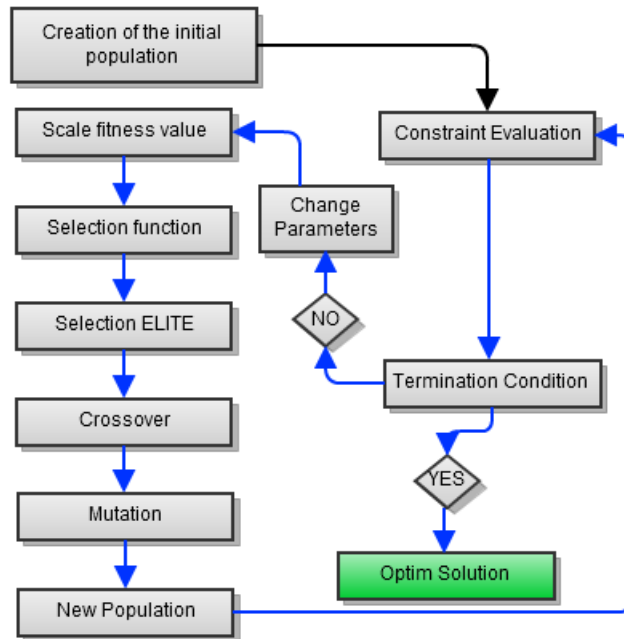 Creation of the initial
population
Scale fitness value
Constraint Evaluation
Change
Parameters
Selection function
Selection ELITE
NO
Termination Condition
Crossover
YES
Mutation
Optim Solution
New Population